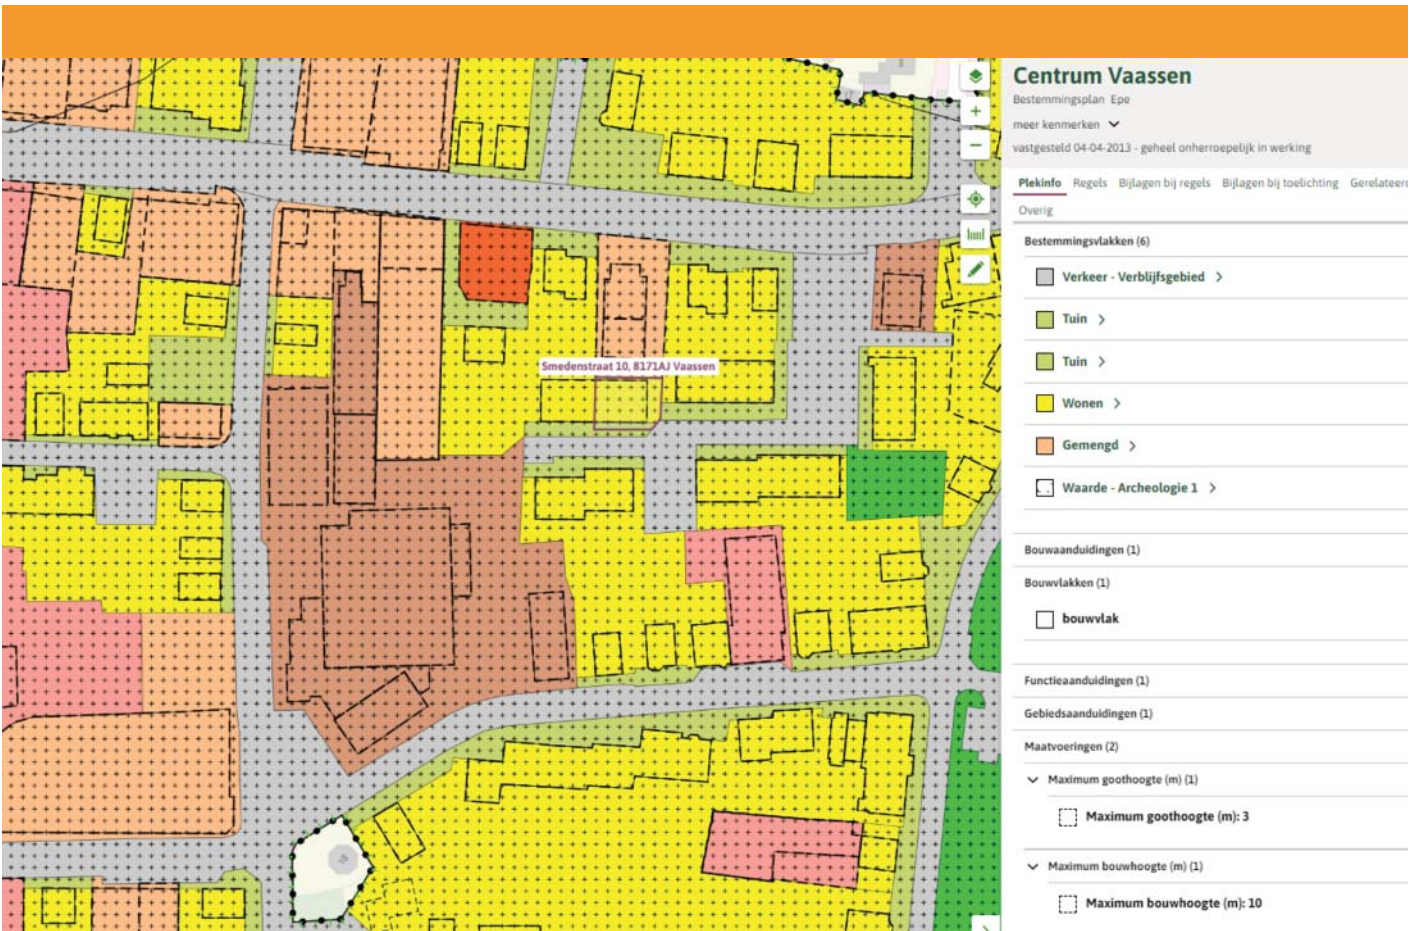 Centrum Vaassen
Bestemmingsplan Epe
meer kenmerken
vastgesteld 04-04-2013 - geheel onherroepelijk in werking
Plekinfo Regels Bijlagen bij regels Bijlagen bij toelichting Gerelateerd
Overig
Bestemmingsvlakken (6)
Verkeer - Verblijfsgebied
Tuin
Tuin
Wonen
Gemengd
Waarde - Archeologie 1
Bouwaanduidingen (1)
Bouwvlakken (1)
bouwvlak
Functieaanduidingen (1)
Gebiedsaanduidingen (1)
Maatvoeringen (2)
Maximum goothoogte (m) (1)
Maximum goothoogte (m): 3
Maximum bouwhoogte (m) (1)
Maximum bouwhoogte (m): 10
Smedenstraat 10, 8171AJ Vaassen